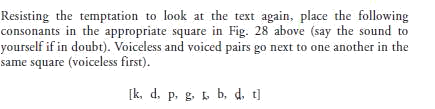 Resisting the temptation to look at the text again, place the following
consonants in the appropriate square in Fig. 28 above (say the sound to
yourself if in doubt). Voiceless and voiced pairs go next to one another in the
same square (voiceless first).
[k, d, p, g, ʈ, b, ɖ, t]